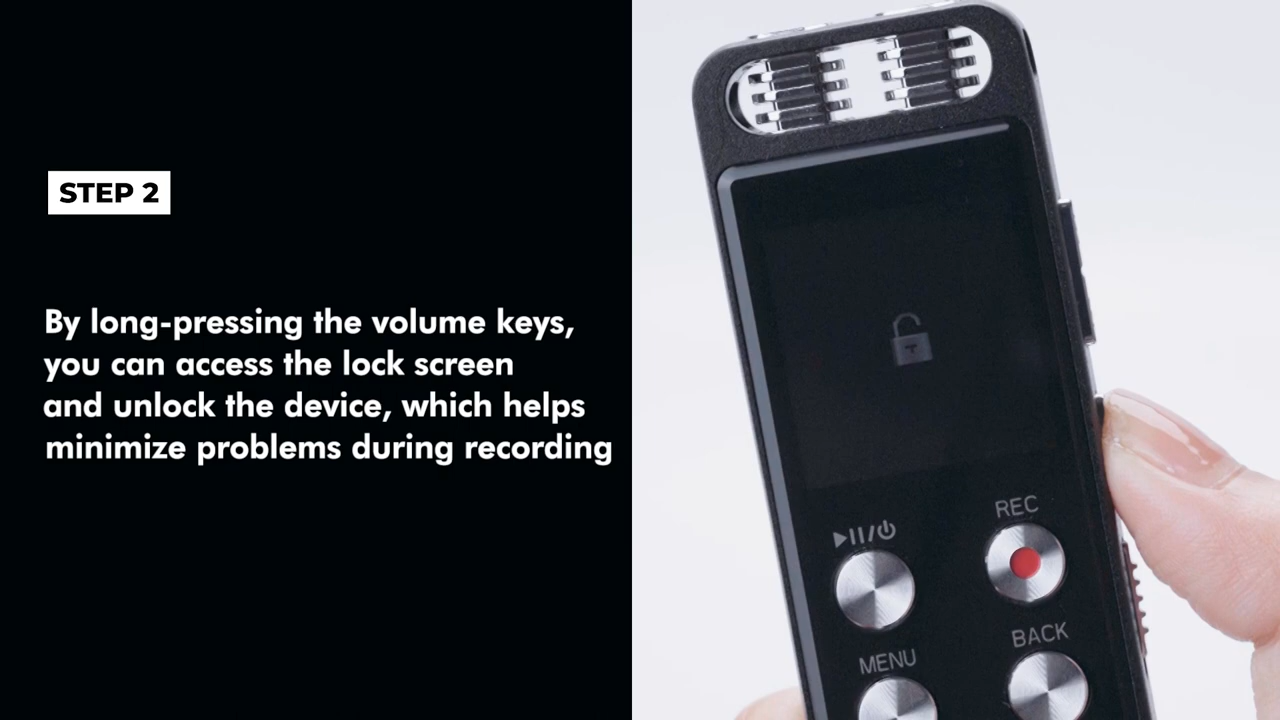 STEP 2
By long-pressing the volume keys,
you can access the lock screen
and unlock the device, which helps
minimize problems during recording
REC
BACK
MENU